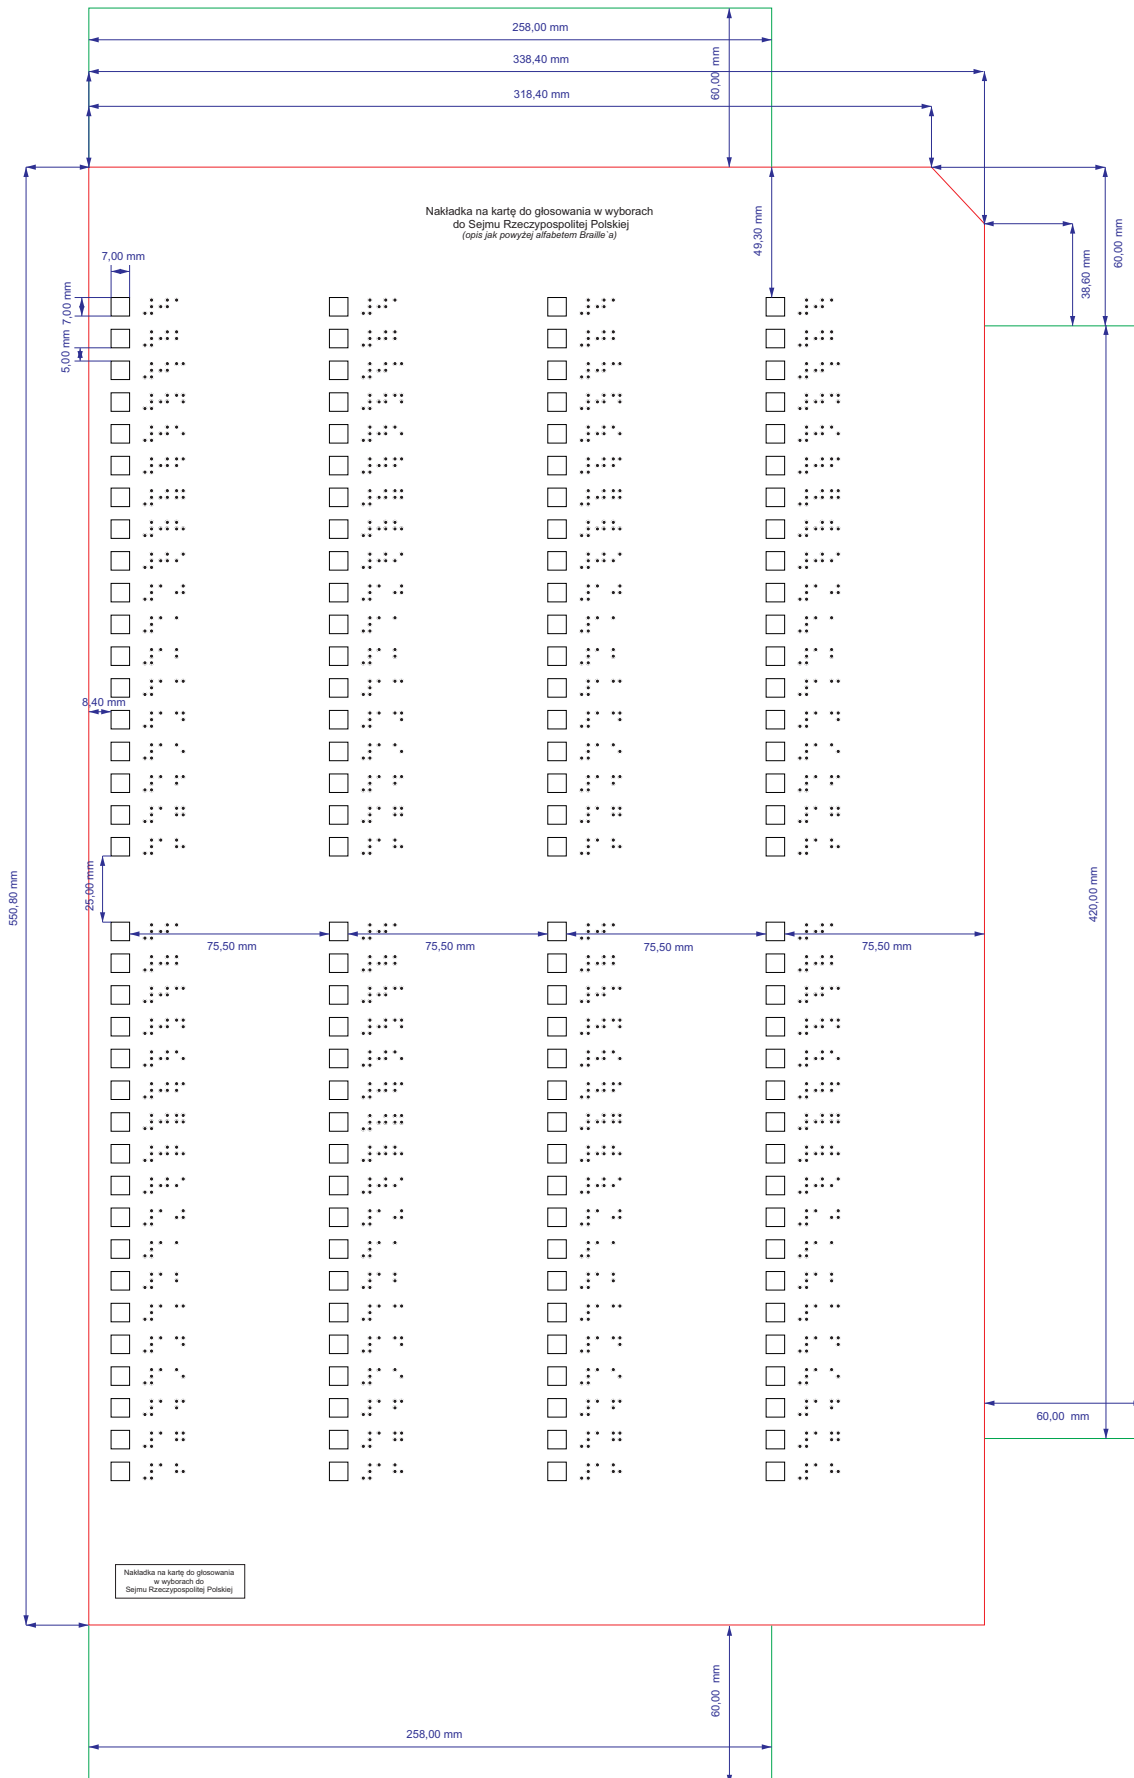 258,00 mm
338,40 mm
318,40 mm
60,00 mm
Nakładka na kartę do głosowania w wyborach
do Sejmu Rzeczypospolitej Polskiej
(opis jak powyżej alfabetem Braille`a)
49,30 mm
38,60 mm
60,00 mm
7,00 mm
7,00 mm
5,00 mm
8,40 mm
25,00 mm
550,80 mm
420,00 mm
75,50 mm
75,50 mm
75,50 mm
75,50 mm
60,00 mm
Nakładka na kartę do głosowania
w wyborach do
Sejmu Rzeczypospolitej Polskiej
60,00 mm
258,00 mm